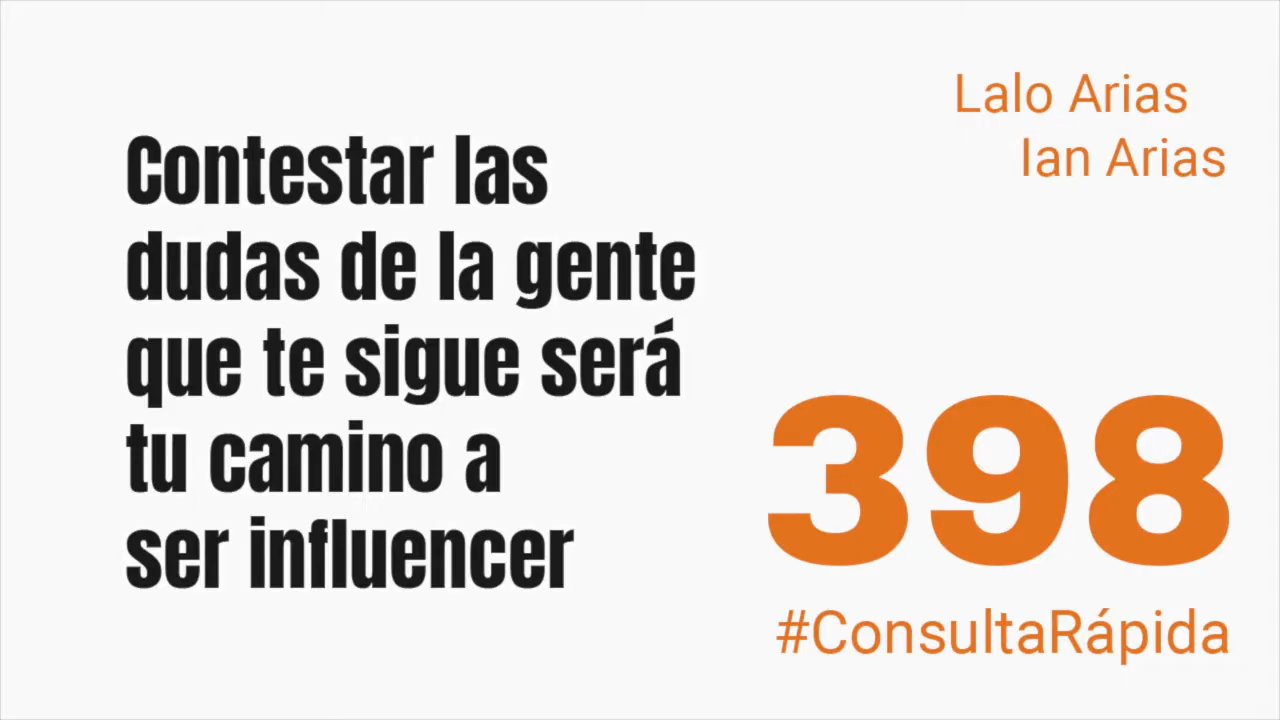 Contestar las
dudas de la gente
que te sigue será
tu camino a
ser influencer
Lalo Arias
Ian Arias
398
#ConsultaRápida